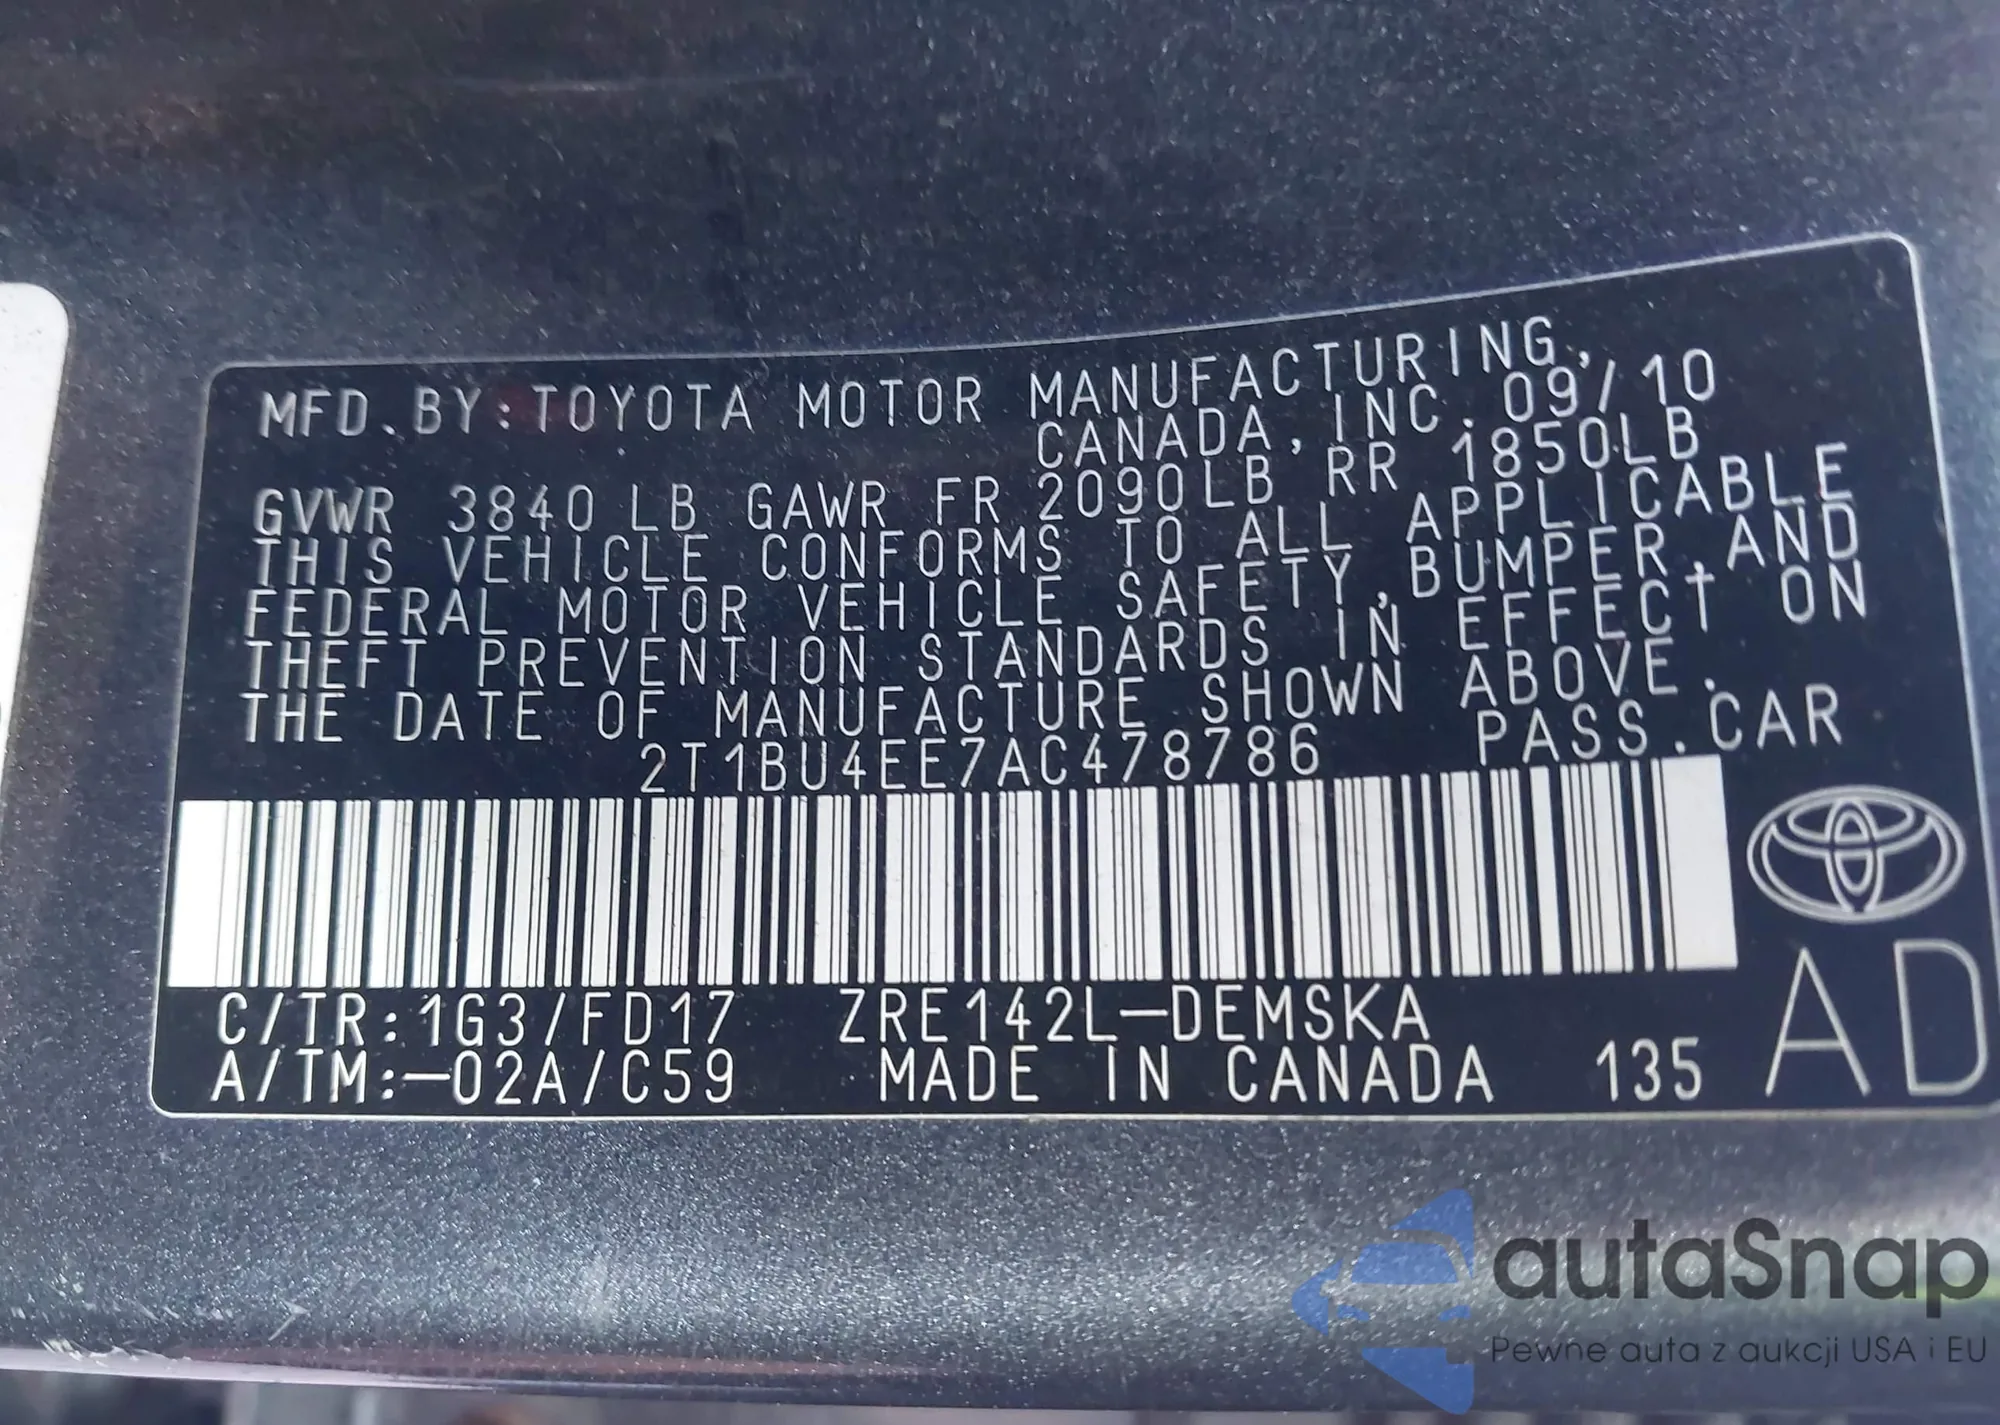 MFD.BY:TOYOTA MOTOR MANUFACTURING,
CANADA, INC. 09/10
GVWR 3840LB GAWR FR 2090LB RR 1850LB
THIS VEHICLE CONFORMS TO ALL APPLICABLE
FEDERAL MOTOR VEHICLE SAFETY,BUMPER,AND
THEFT PREVENTION STANDARDS IN EFFECT ON
THE DATE OF MANUFACTURE SHOWN ABOVE.
2T1BU4EE7AC478786 PASS.CAR
C/TR:1G3/FD17 ZRE142L-DEMSKA
A/TM:-02A/C59 MADE IN CANADA 135
AD
autaSnap
Pewne auta z aukcji USA i EU